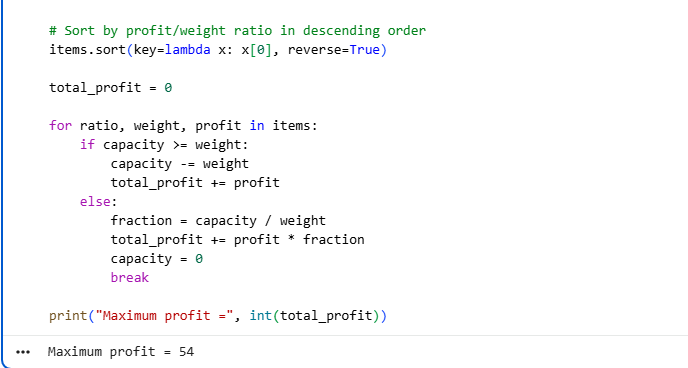 # Sort by profit/weight ratio in descending order
items.sort(key=lambda x: x[0], reverse=True)
total_profit = 0
for ratio, weight, profit in items:
    if capacity >= weight:
        capacity -= weight
        total_profit += profit
    else:
        fraction = capacity / weight
        total_profit += profit * fraction
        capacity = 0
        break
print("Maximum profit =", int(total_profit))
Maximum profit = 54